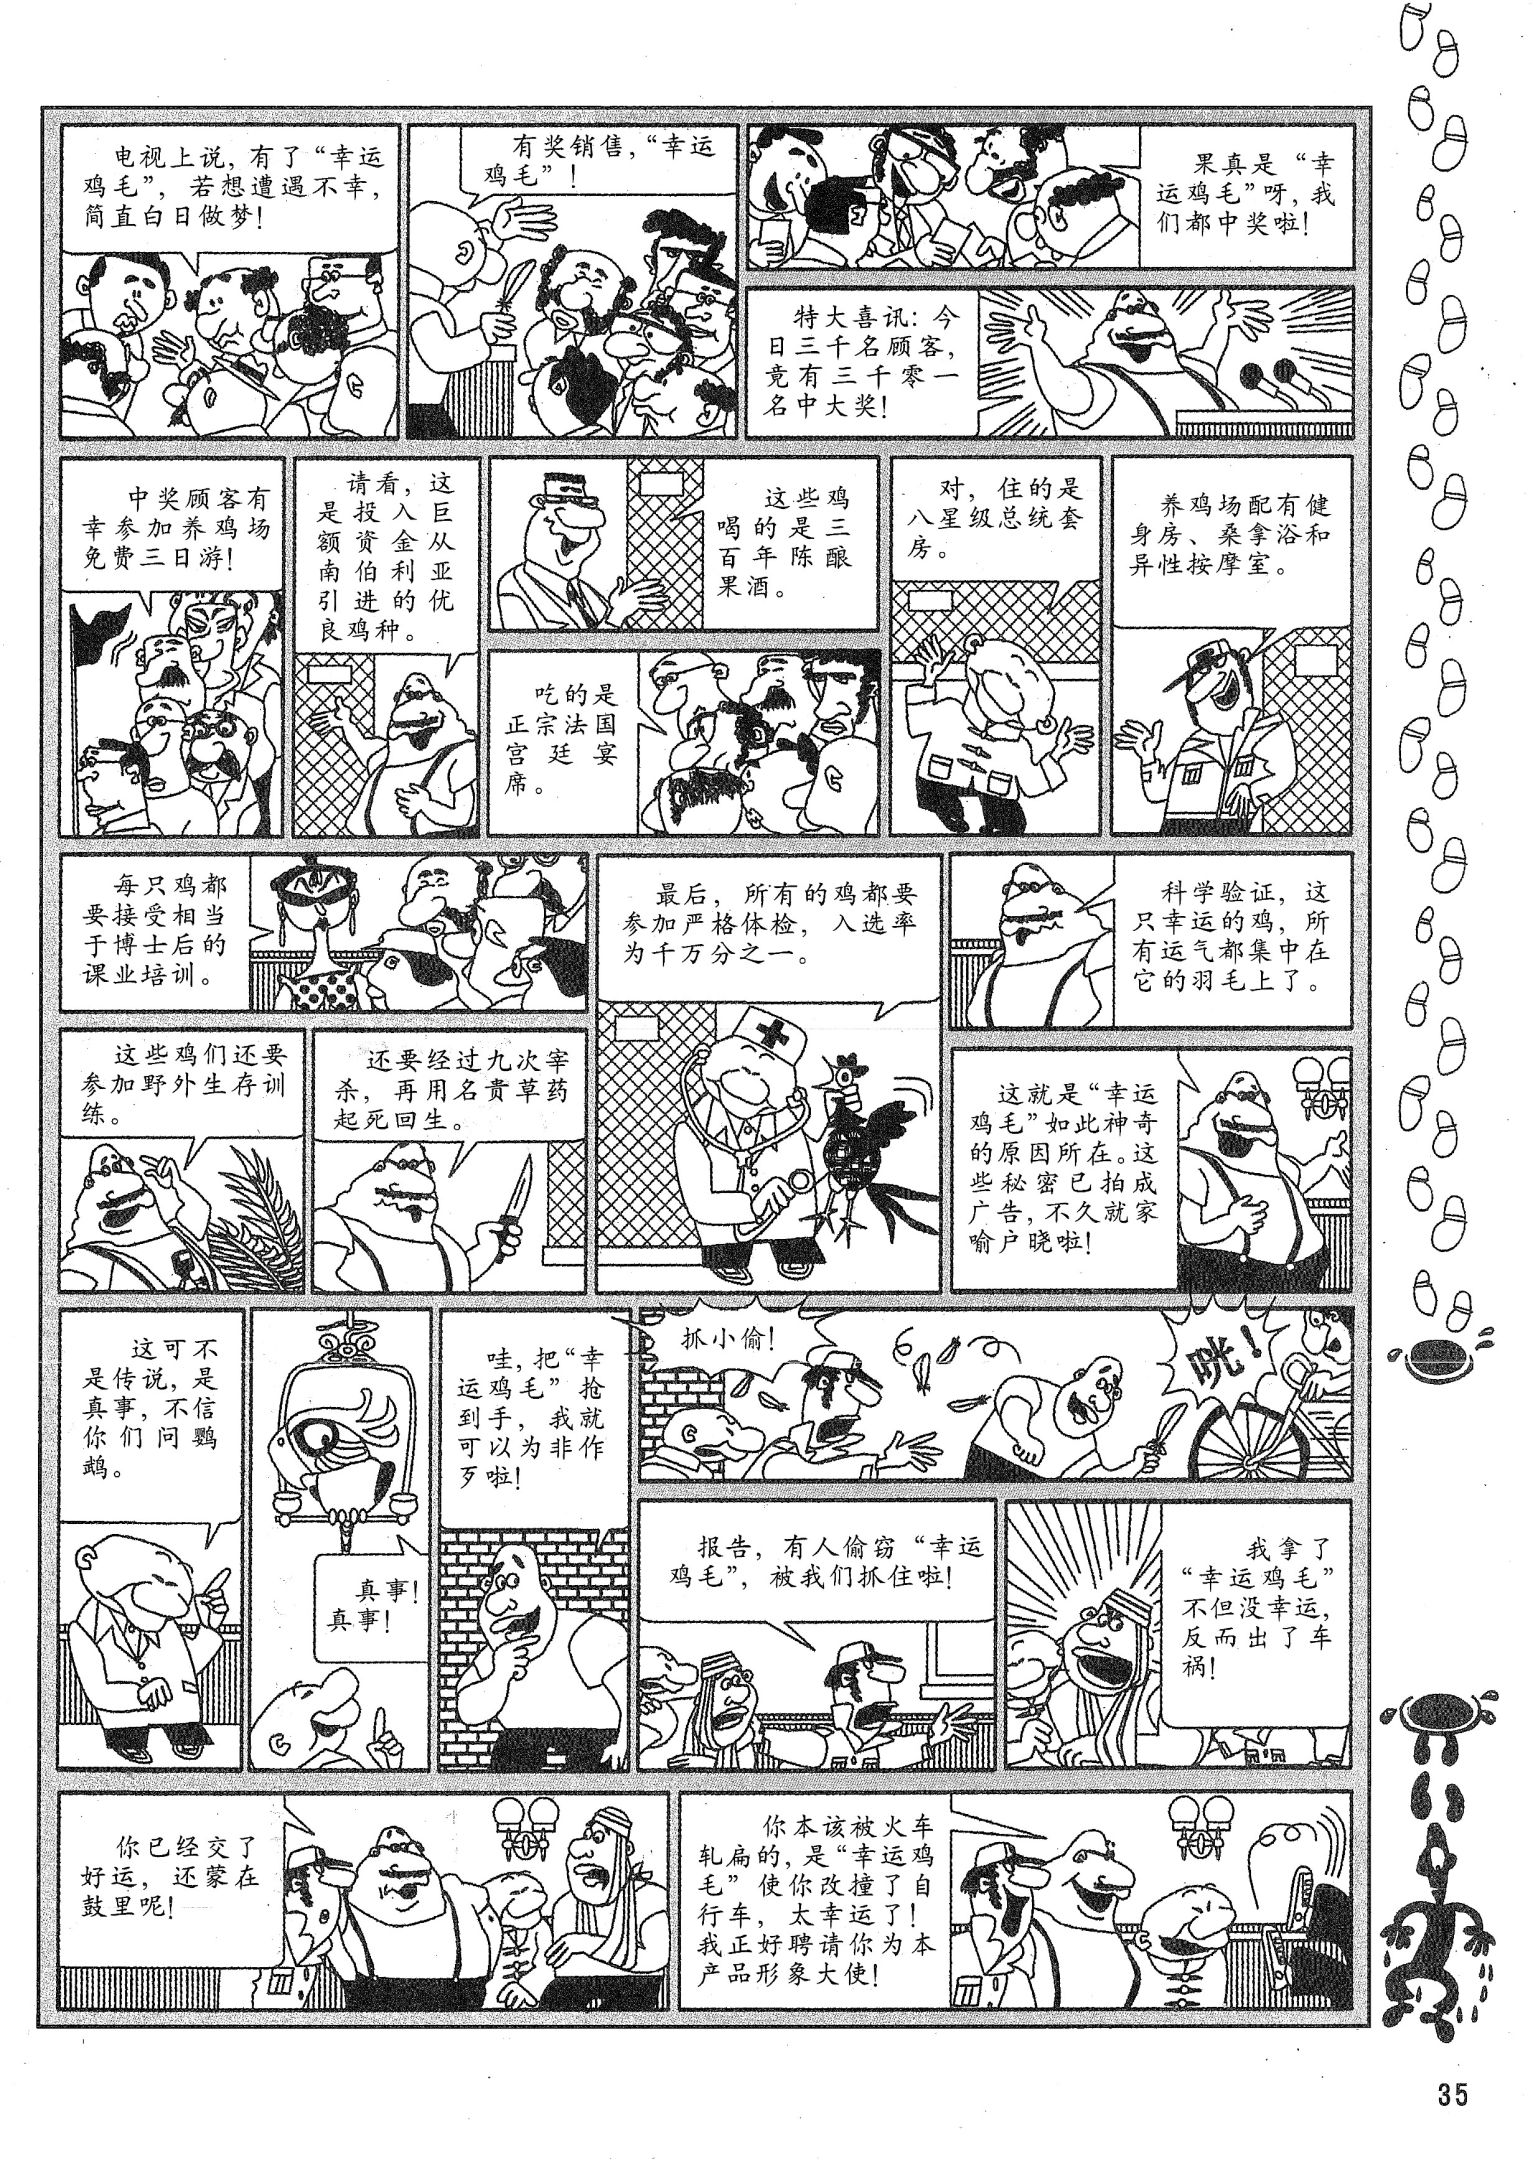 电视上说，有了“幸运
鸡毛”，若想遭遇不幸，
简直白日做梦！
有奖销售，“幸运
鸡毛”！
果真是“幸
运鸡毛”呀，我
们都中奖啦！
特大喜讯：今
日三千名顾客，
竟有三千零一
名中大奖！
中奖顾客有
幸参加养鸡场
免费三日游！
请看，这
是投入巨
额资金从
南伯利亚
引进的优
良鸡种。
这些鸡
喝的是三
百年陈酿
果酒。
吃的是
正宗法国
宫廷宴
席。
对，住的是
八星级总统套
房。
养鸡场配有健
身房、桑拿浴和
异性按摩室。
每只鸡都
要接受相当
于博士后的
课业培训。
这些鸡们还要
参加野外生存训
练。
还要经过九次宰
杀，再用名贵草药
起死回生。
最后，所有的鸡都要
参加严格体检，入选率
为千万分之一。
科学验证，这
只幸运的鸡，所
有运气都集中在
它的羽毛上了。
这就是“幸运
鸡毛”如此神奇
的原因所在。这
些秘密已拍成
广告，不久就家
喻户晓啦！
这可不
是传说，是
真事，不信
你们问鹦
鹉。
真事！
真事！
哇，把“幸
运鸡毛”抢
到手，我就
可以为非作
歹啦！
抓小偷！
咣！
报告，有人偷窃“幸运
鸡毛”，被我们抓住啦！
我拿了
“幸运鸡毛”
不但没幸运，
反而出了车
祸！
你已经交了
好运，还蒙在
鼓里呢！
你本该被火车
轧扁的，是“幸运鸡
毛”使你改撞了自
行车，太幸运了！
我正好聘请你为本
产品形象大使！
35